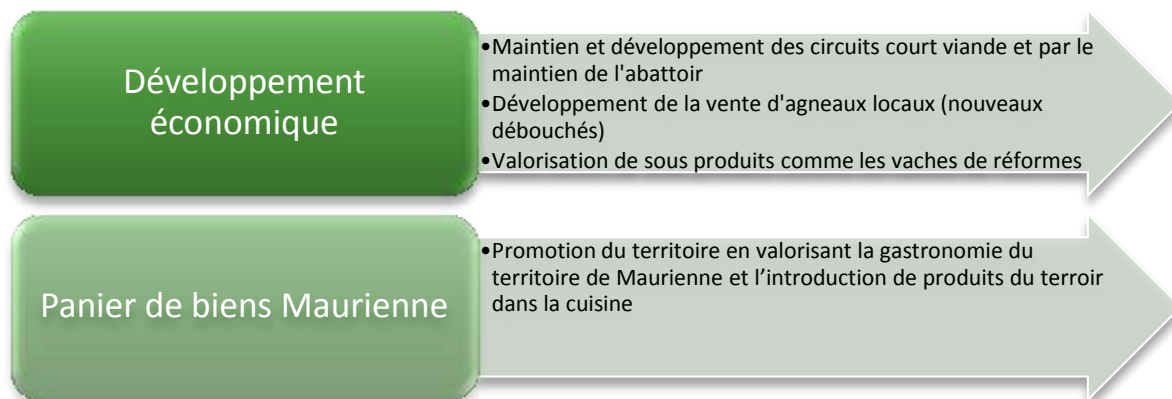 Développement
économique
•Maintien et développement des circuits court viande et par le
maintien de l'abattoir
•Développement de la vente d'agneaux locaux (nouveaux
débouchés)
•Valorisation de sous produits comme les vaches de réformes
Panier de biens Maurienne
•Promotion du territoire en valorisant la gastronomie du
territoire de Maurienne et l’introduction de produits du terroir
dans la cuisine